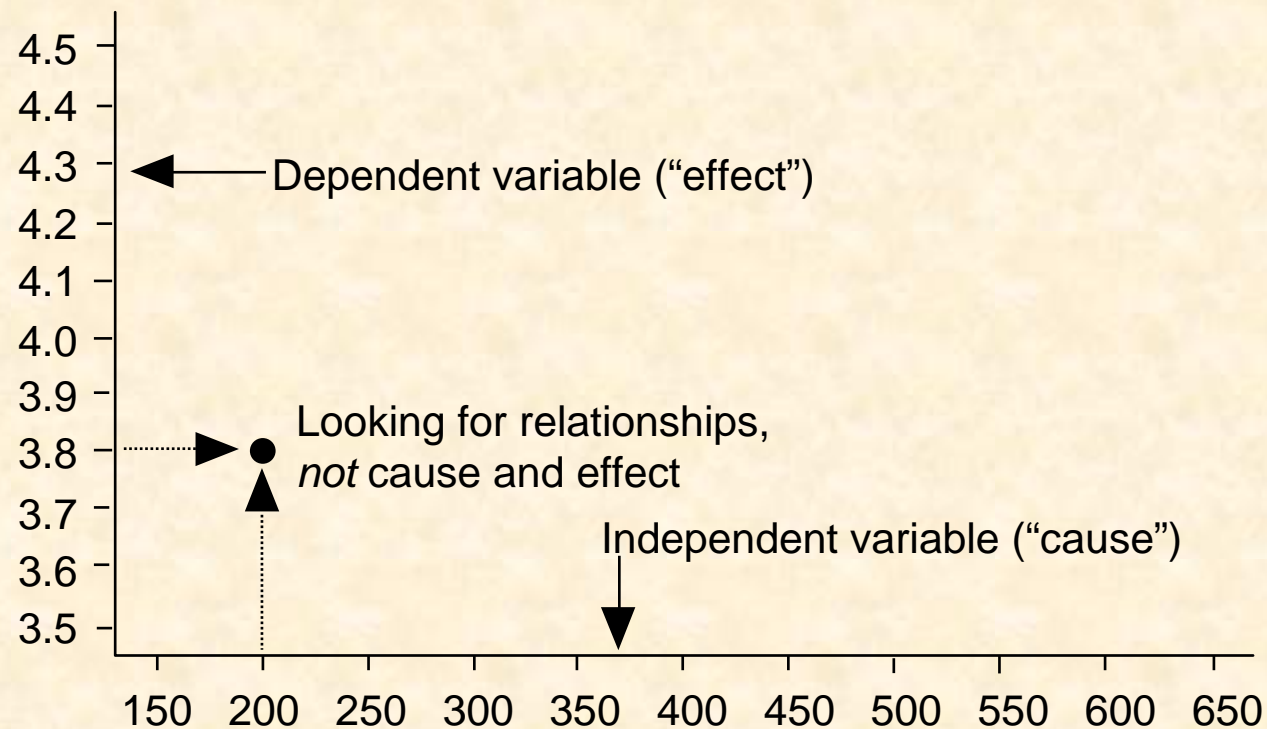 4.5
4.4
4.3
Dependent variable (“effect”)
4.2
4.1
4.0
3.9
Looking for relationships,
3.8
not cause and effect
3.7
Independent variable (“cause”)
3.6
3.5
150 200 250 300 350 400 450 500 550 600 650